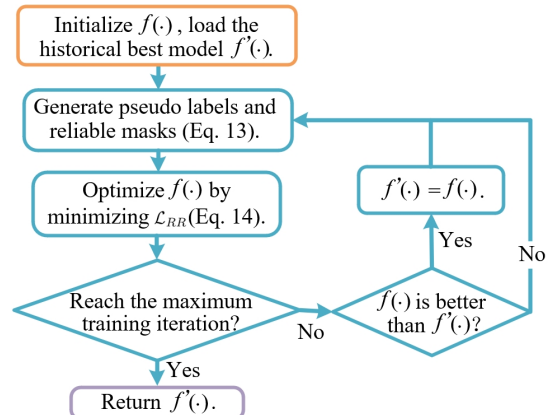 Initialize f(·), load the
historical best model f'(·).
Generate pseudo labels and
reliable masks (Eq. 13).
Optimize f(·) by
minimizing ℒRR(Eq. 14).
f'(·) = f(·).
Yes
No
Reach the maximum
training iteration?
No
f(·) is better
than f'(·)?
Yes
Return f'(·).